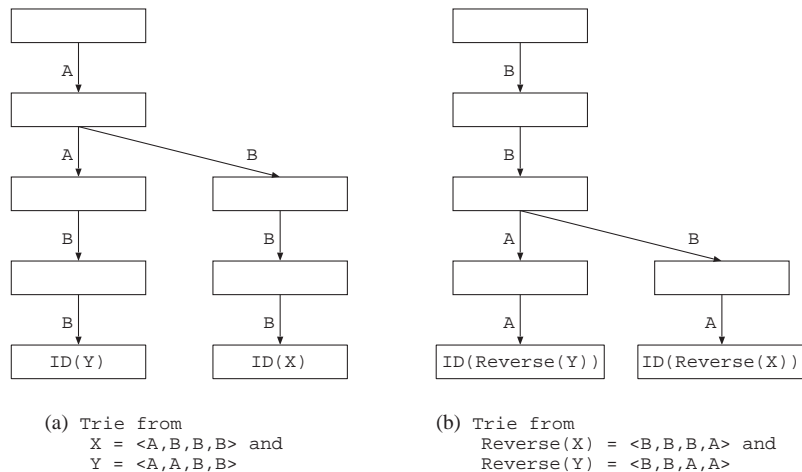 A
A
B
B
B
B
B
ID(Y)
ID(X)
(a) Trie from
X = <A,B,B,B> and
Y = <A,A,B,B>
B
B
A
B
A
A
ID(Reverse(Y))
ID(Reverse(X))
(b) Trie from
Reverse(X) = <B,B,B,A> and
Reverse(Y) = <B,B,A,A>